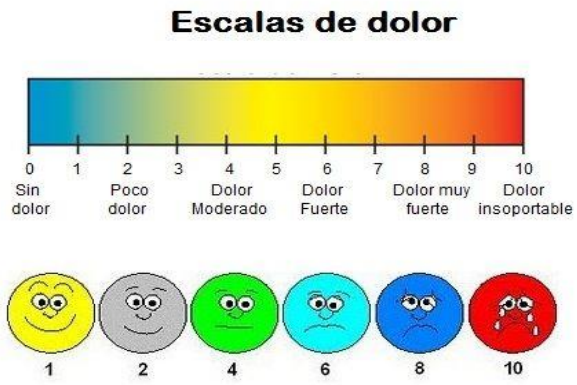 Escalas de dolor
0 1 2 3 4 5 6 7 8 9 10
Sin Poco Dolor Dolor Dolor muy Dolor
dolor dolor Moderado Fuerte fuerte insoportable
1 2 4 6 8 10